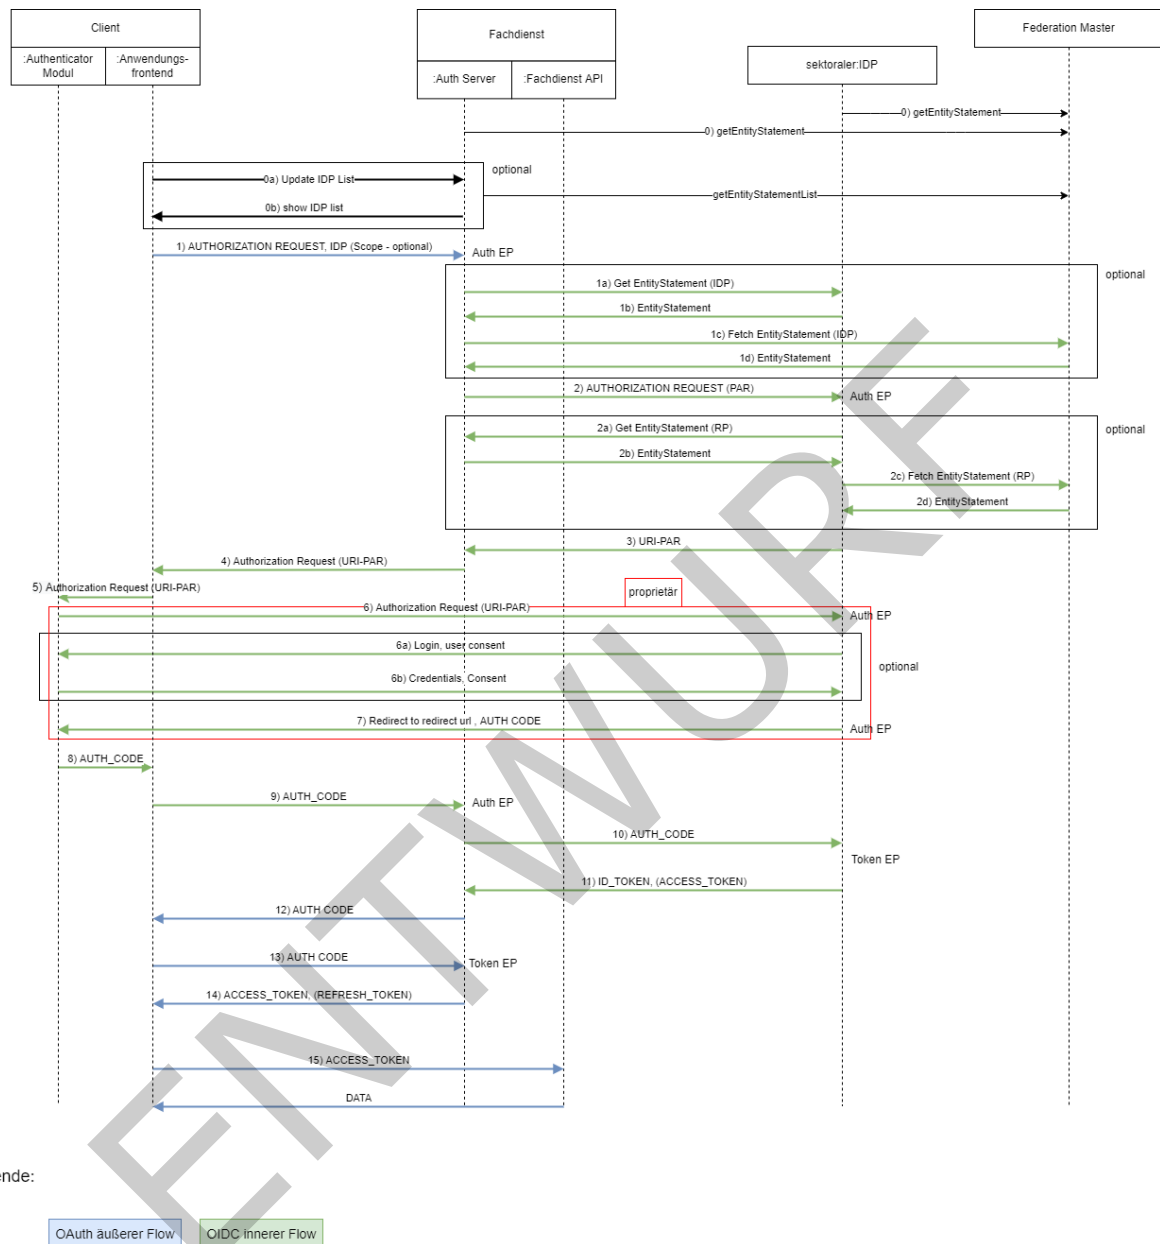 Client
Fachdienst
Federation Master
:Authenticator
Modul
:Anwendungs-
frontend
:Auth Server
:Fachdienst API
sektoraler:IDP
0) getEntityStatement
0) getEntityStatement
optional
0a) Update IDP List
getEntityStatementList
0b) show IDP list
1) AUTHORIZATION REQUEST, IDP (Scope - optional)
Auth EP
optional
1a) Get EntityStatement (IDP)
1b) EntityStatement
1c) Fetch EntityStatement (IDP)
1d) EntityStatement
2) AUTHORIZATION REQUEST (PAR)
Auth EP
optional
2a) Get EntityStatement (RP)
2b) EntityStatement
2c) Fetch EntityStatement (RP)
2d) EntityStatement
3) URI-PAR
4) Authorization Request (URI-PAR)
5) Authorization Request (URI-PAR)
proprietär
6) Authorization Request (URI-PAR)
Auth EP
6a) Login, user consent
optional
6b) Credentials, Consent
7) Redirect to redirect url , AUTH CODE
Auth EP
8) AUTH_CODE
9) AUTH_CODE
Auth EP
10) AUTH_CODE
Token EP
11) ID_TOKEN, (ACCESS_TOKEN)
12) AUTH CODE
13) AUTH CODE
Token EP
14) ACCESS_TOKEN, (REFRESH_TOKEN)
15) ACCESS_TOKEN
DATA
ende:
OAuth äußerer Flow
OIDC innerer Flow
ENTWURF